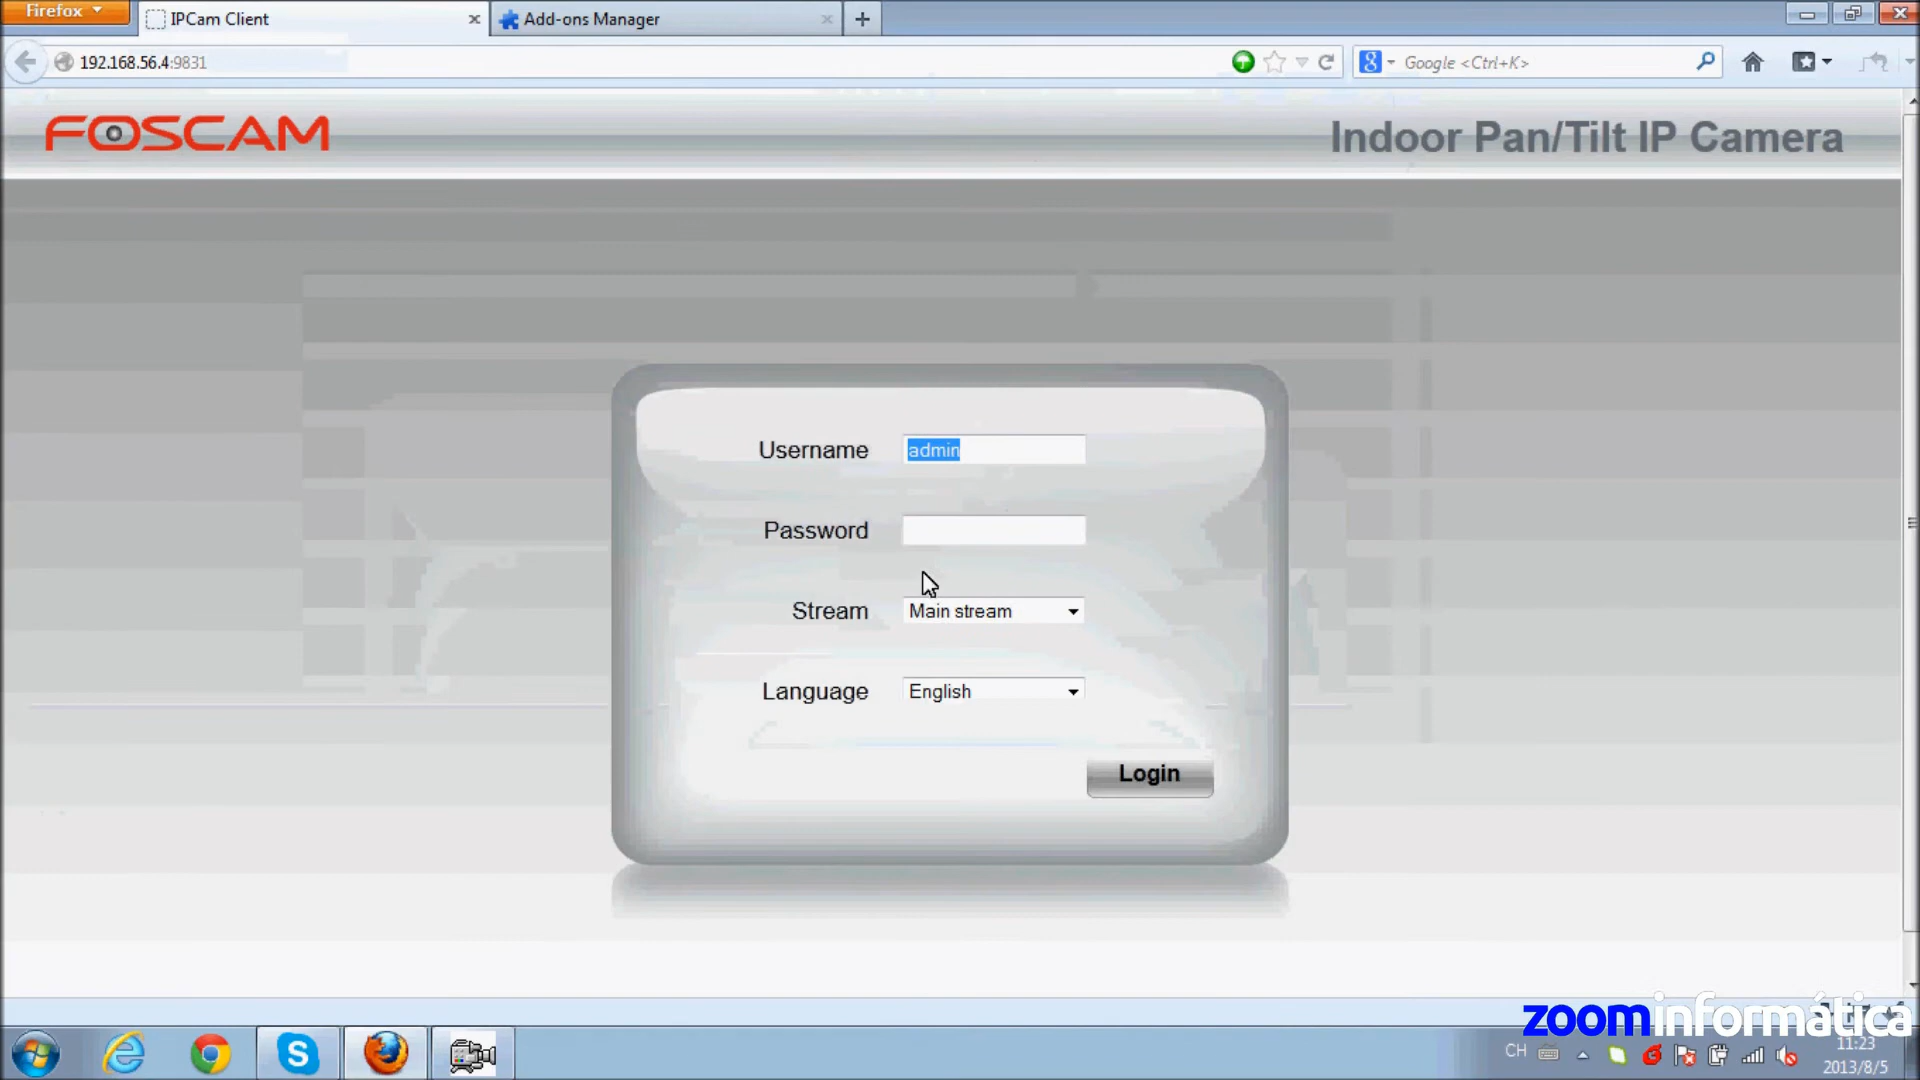 Firefox
IPCam Client
Add-ons Manager
192.168.56.4:9831
Google <Ctrl+K>
FOSCAM
Indoor Pan/Tilt IP Camera
Username
admin
Password
Stream
Main stream
Language
English
Login
zoominformática
CH
11:23
2013/8/5